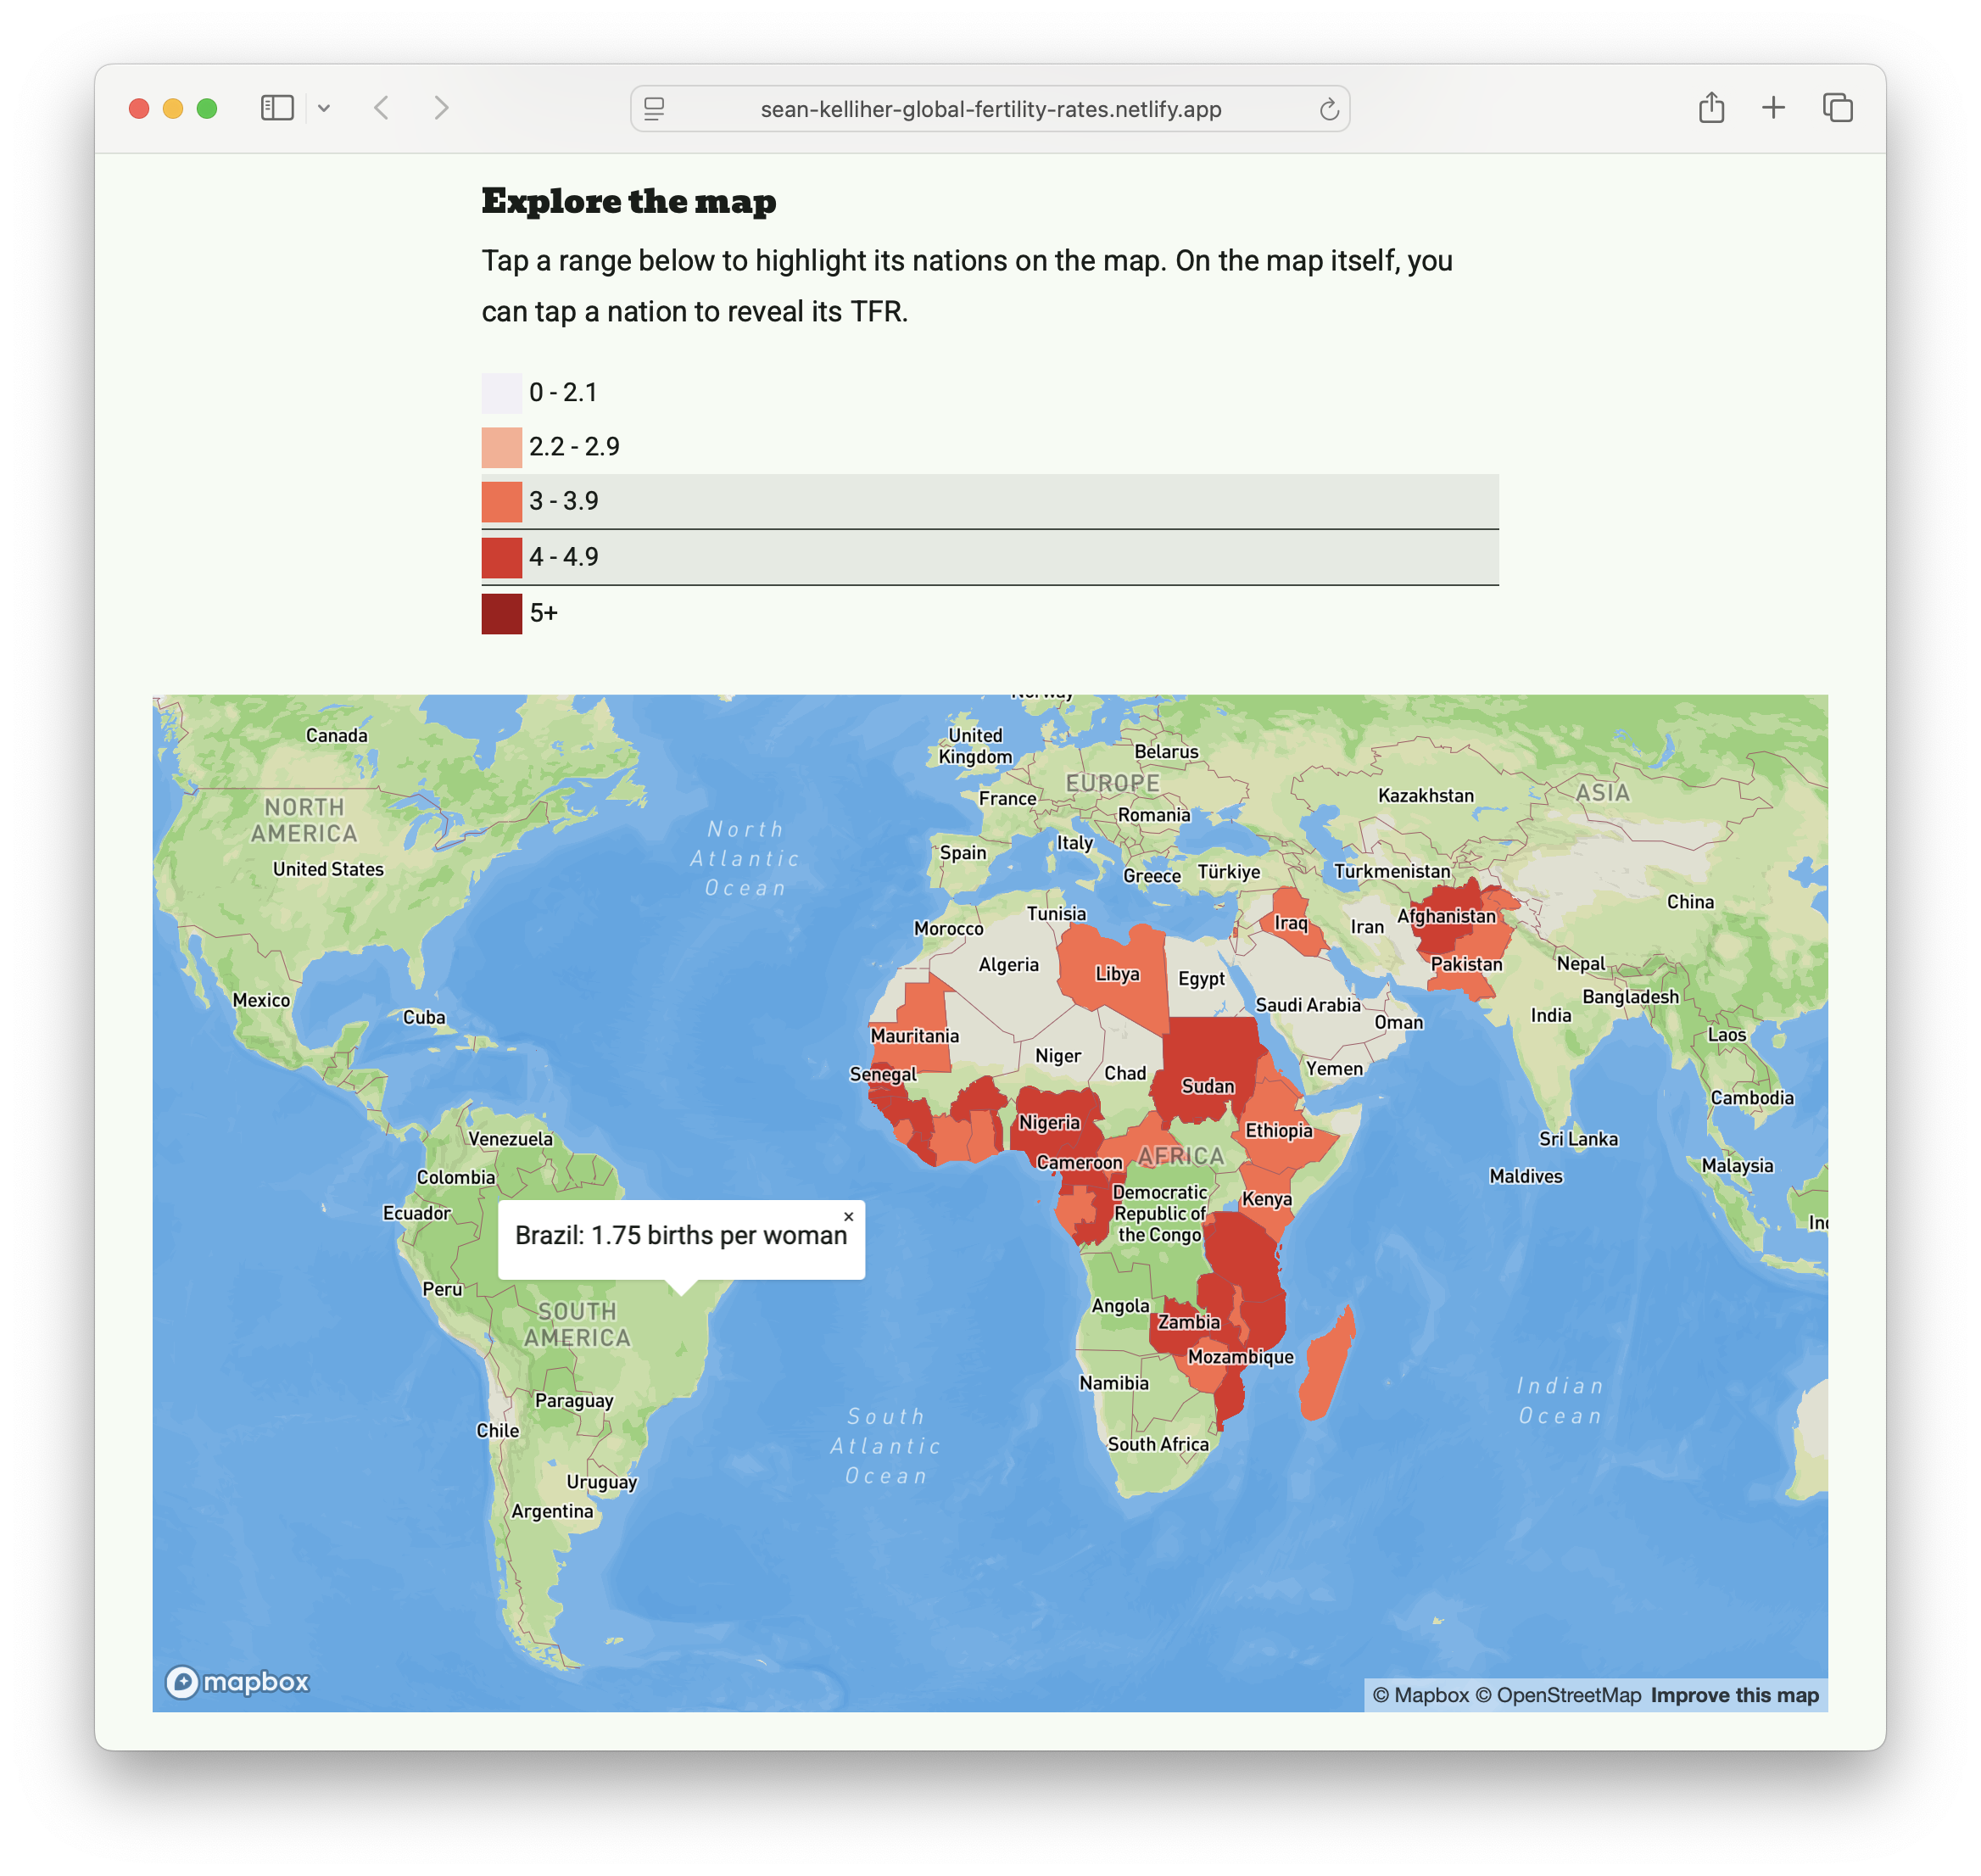 sean-kelliher-global-fertility-rates.netlify.app
Explore the map
Tap a range below to highlight its nations on the map. On the map itself, you
can tap a nation to reveal its TFR.
0 - 2.1
2.2 - 2.9
3 - 3.9
4 - 4.9
5+
Norway
Canada
United
Kingdom
Belarus
EUROPE
NORTH
AMERICA
France
Kazakhstan
ASIA
Romania
North
Atlantic
Ocean
Italy
Spain
United States
Greece
Türkiye
Turkmenistan
China
Tunisia
Morocco
Iraq
Iran
Afghanistan
Algeria
Libya
Egypt
Pakistan
Nepal
Mexico
Cuba
Saudi Arabia
Bangladesh
Oman
India
Mauritania
Laos
Niger
Senegal
Chad
Yemen
Sudan
Cambodia
Nigeria
Ethiopia
Venezuela
Sri Lanka
Cameroon
AFRICA
Malaysia
Colombia
Maldives
Democratic
Republic of
the Congo
Kenya
Ecuador
Ind
×
Brazil: 1.75 births per woman
Peru
SOUTH
AMERICA
Angola
Zambia
Mozambique
Namibia
Indian
Ocean
Paraguay
Chile
South
Atlantic
Ocean
South Africa
Uruguay
Argentina
mapbox
© Mapbox © OpenStreetMap Improve this map